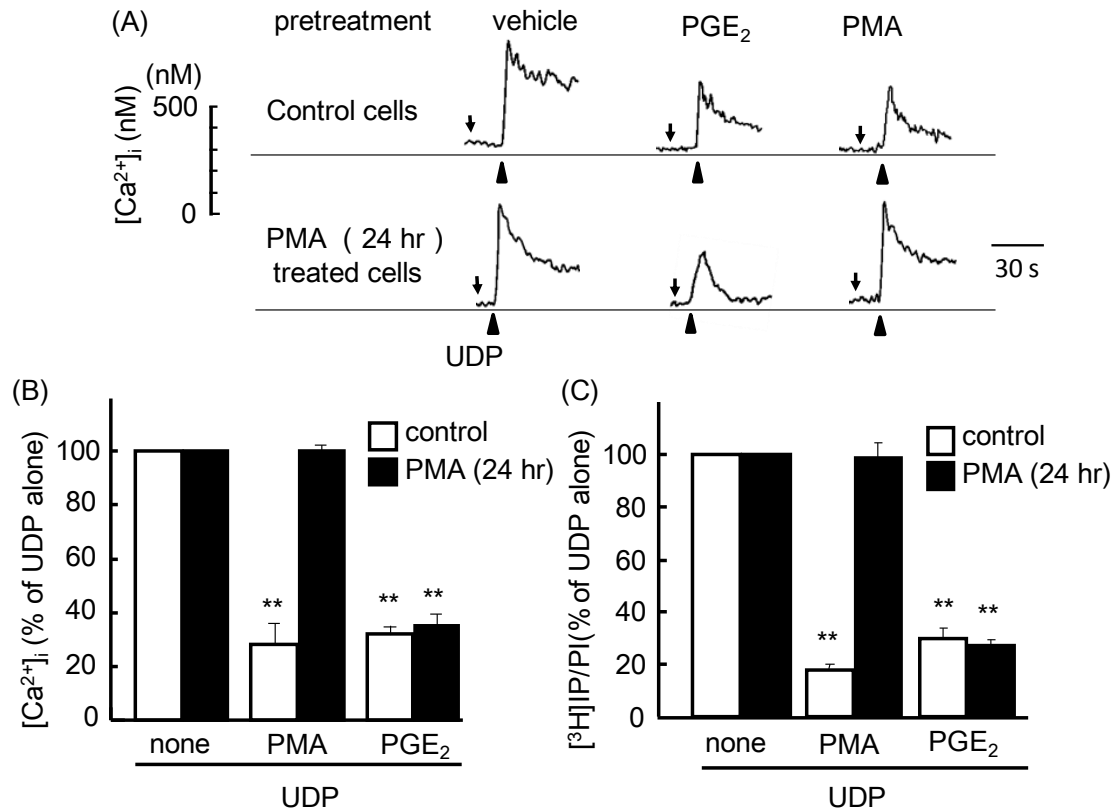 (A) pretreatment vehicle PGE₂ PMA
(nM)
500
0
[Ca²⁺]ᵢ (nM)
Control cells
PMA ( 24 hr )
treated cells
30 s
UDP
(B)
[Ca²⁺]ᵢ (% of UDP alone)
100
80
60
40
20
0
control
PMA (24 hr)
**
**
**
none PMA PGE₂
UDP
(C)
[³H]IP/PI(% of UDP alone)
100
80
60
40
20
0
control
PMA (24 hr)
**
**
**
none PMA PGE₂
UDP